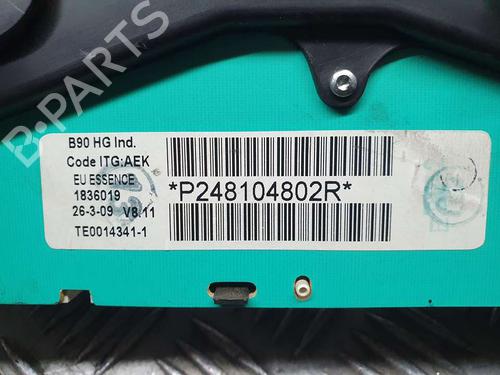 B90 HG Ind.
Code ITG:AEK
EU ESSENCE
1836019
26-3-09 V8.11
TE0014341-1
*P248104802R*
B-PARTS